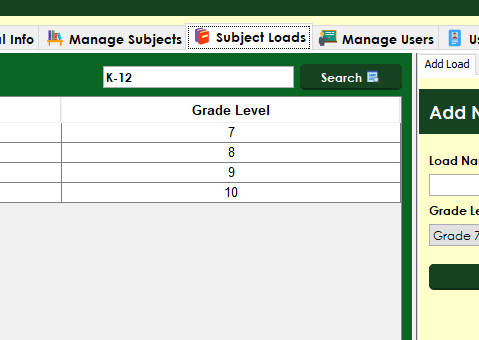 l Info
Manage Subjects
Subject Loads
Manage Users
Us
K-12
Search
Grade Level
7
8
9
10
Add Load
Add N
Load Na
Grade Le
Grade 7